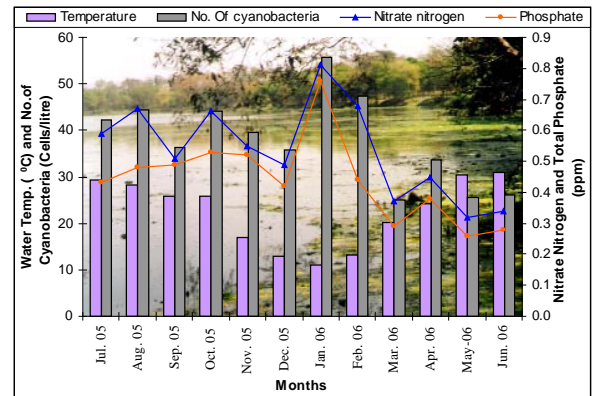 Temperature No. Of cyanobacteria Nitrate nitrogen Phosphate
60
50
40
30
20
10
0
0.9
0.8
0.7
0.6
0.5
0.4
0.3
0.2
0.1
0.0
Water Temp. ( ⁰C) and No.of
Cyanobacteria (Cells/litre)
Nitrate Nitrogen and Total Phosphate
(ppm)
Jul. 05
Aug. 05
Sep. 05
Oct. 05
Nov. 05
Dec. 05
Jan. 06
Feb. 06
Mar. 06
Apr. 06
May-06
Jun. 06
Months